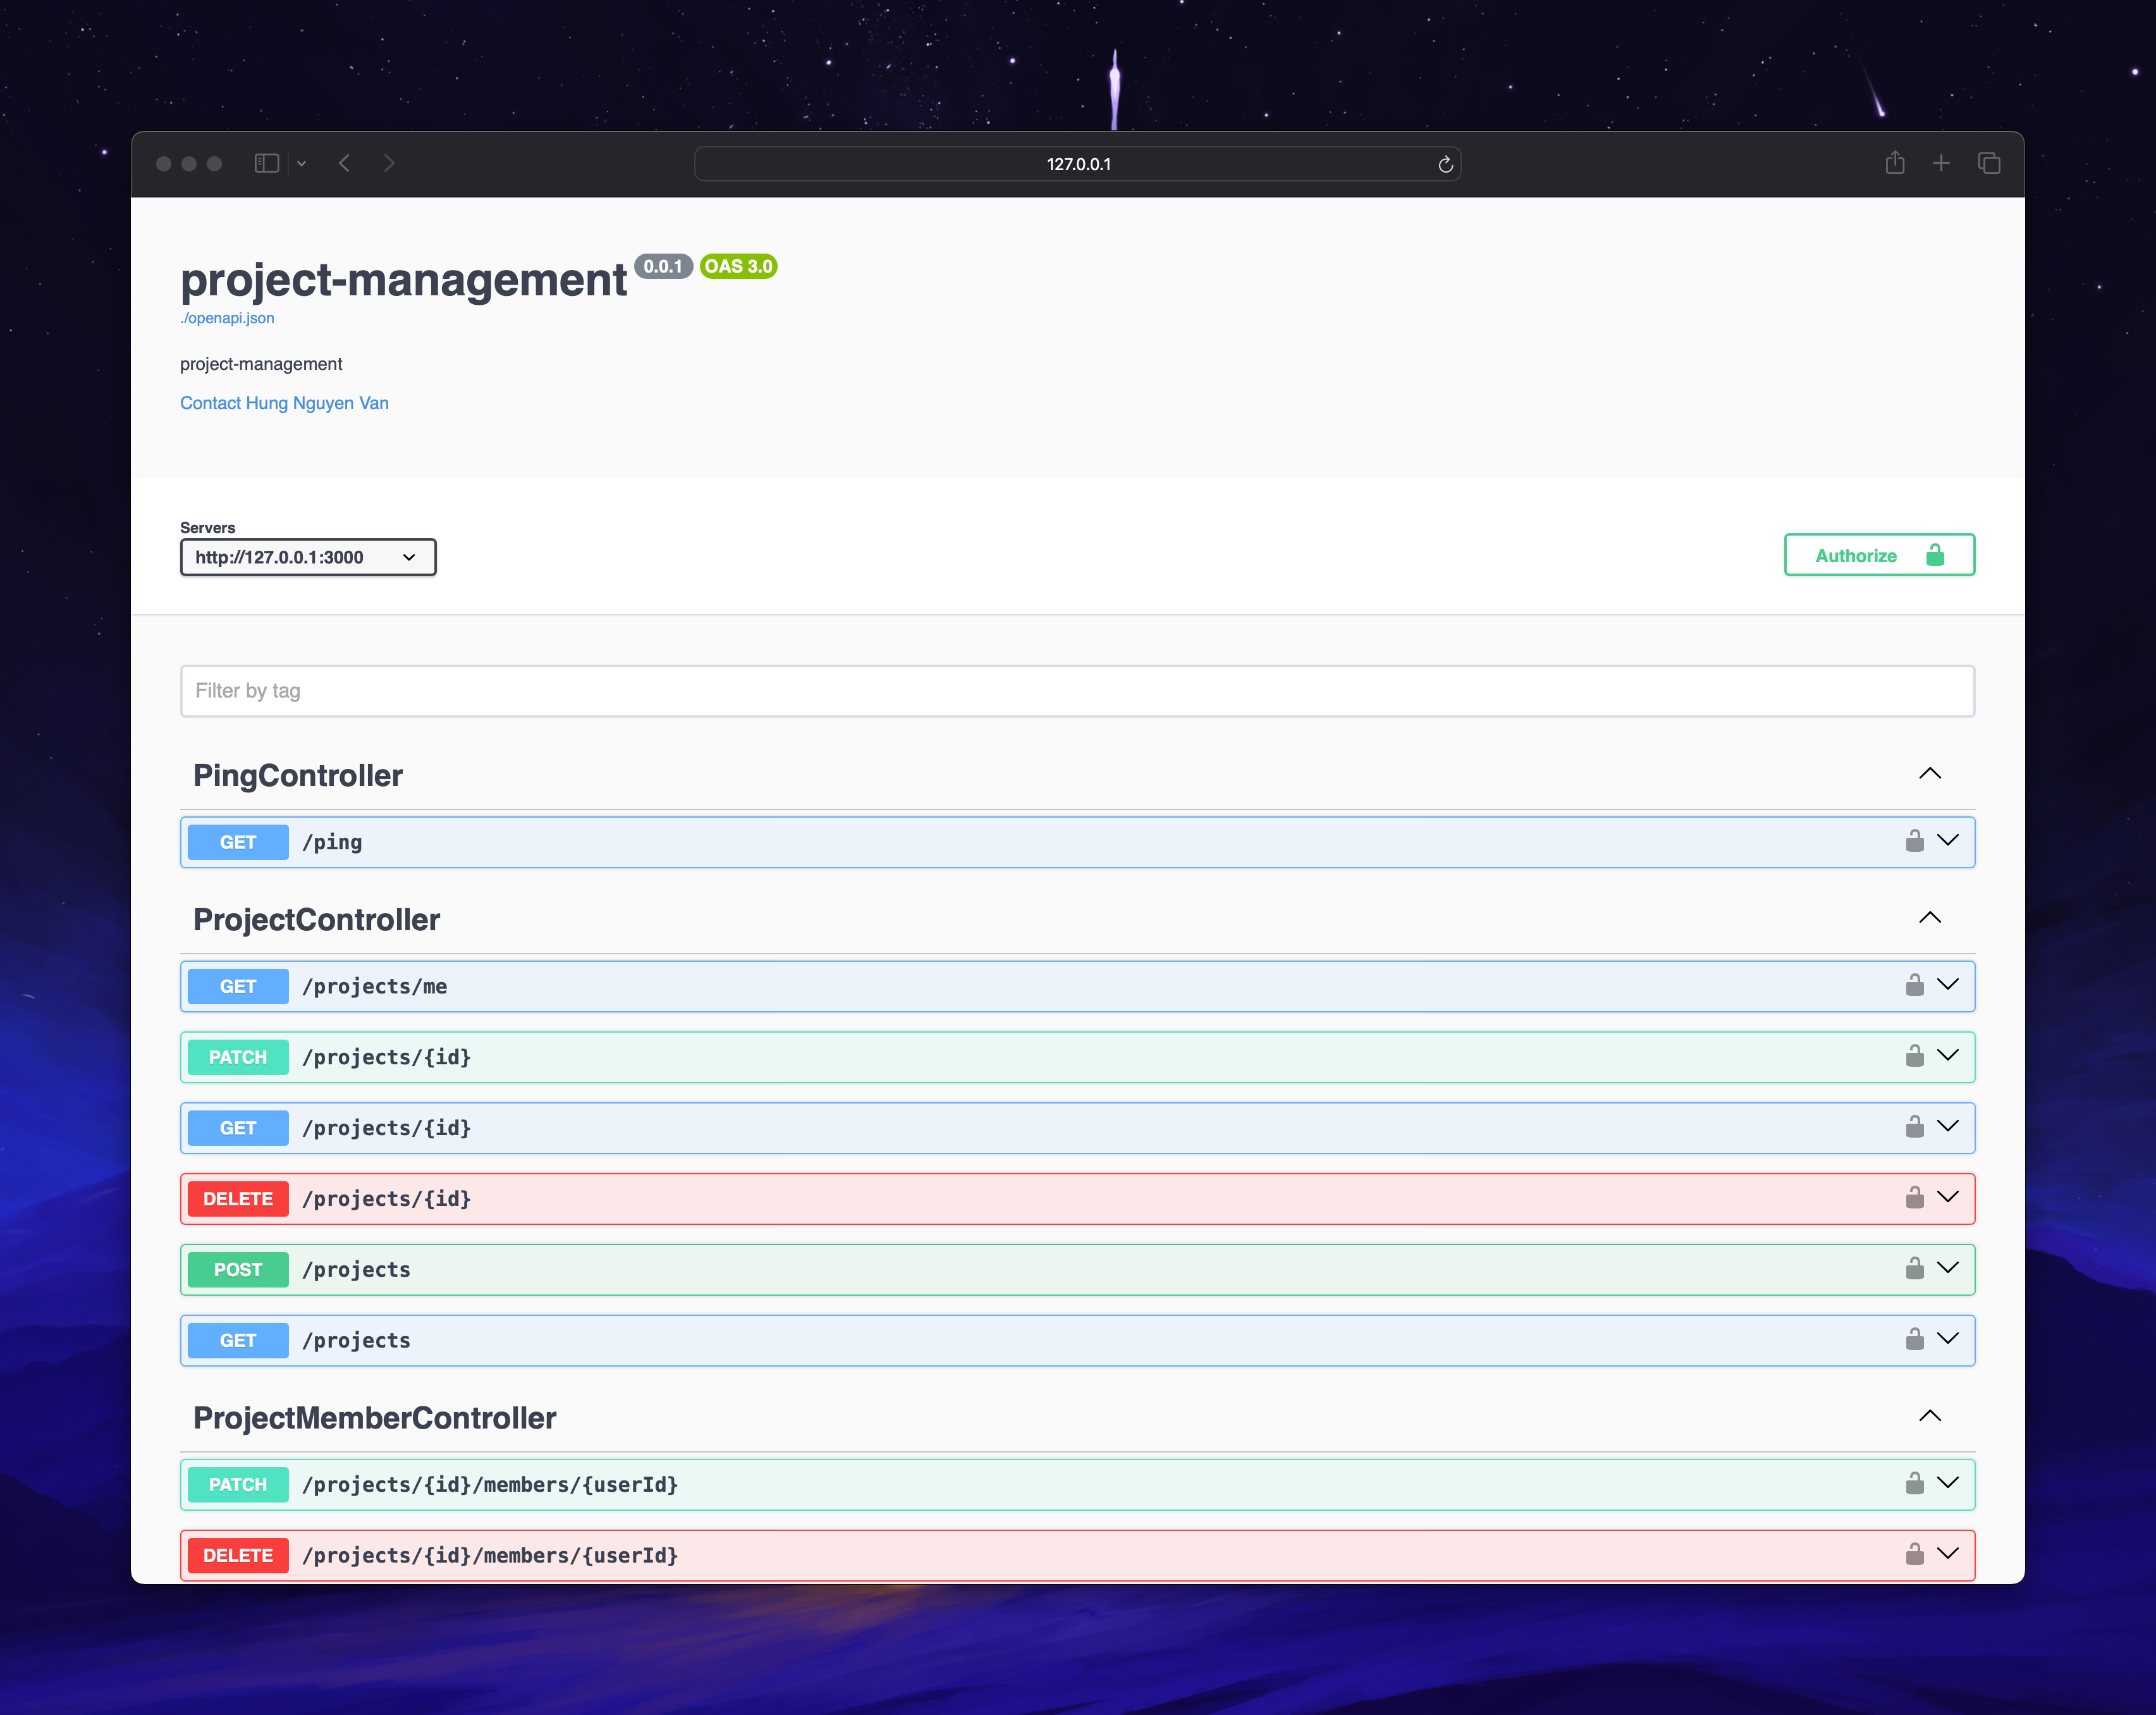 127.0.0.1
project-management 0.0.1 OAS 3.0
./openapi.json
project-management
Contact Hung Nguyen Van
Servers
http://127.0.0.1:3000
Authorize
Filter by tag
PingController
GET /ping
ProjectController
GET /projects/me
PATCH /projects/{id}
GET /projects/{id}
DELETE /projects/{id}
POST /projects
GET /projects
ProjectMemberController
PATCH /projects/{id}/members/{userId}
DELETE /projects/{id}/members/{userId}